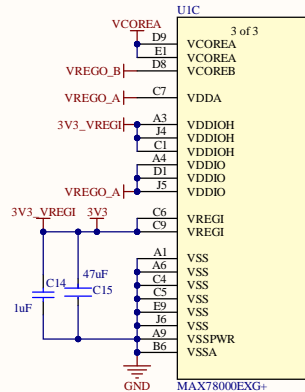 U1C
VCOREA
3 of 3
D9 VCOREA
E1 VCOREA
VREGO_B D8 VCOREB
VREGO_A C7 VDDA
3V3_VREGI A3 VDDIOH
J4 VDDIOH
C1 VDDIOH
A4 VDDIO
D1 VDDIO
VREGO_A J5 VDDIO
3V3_VREGI 3V3 C6 VREGI
C9 VREGI
A1 VSS
A6 VSS
C4 VSS
C5 VSS
E9 VSS
J6 VSS
A9 VSSPWR
B6 VSSA
C14
1uF
47uF
C15
GND
MAX78000EXG+